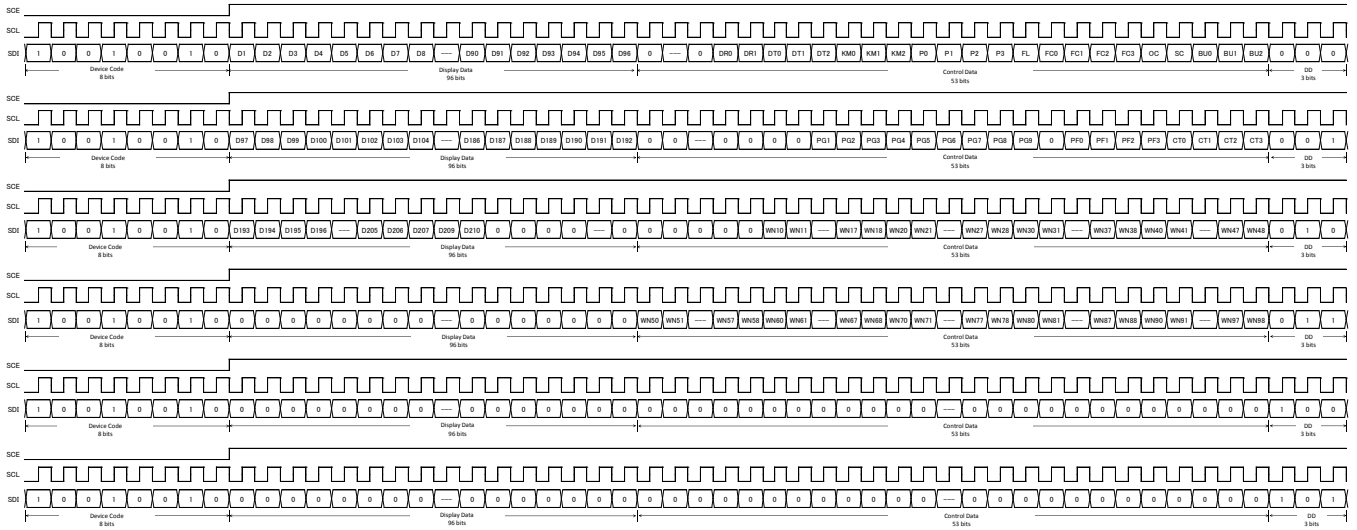 SCE
SCL
SDI 1 0 0 1 0 0 1 0 D1 D2 D3 D4 D5 D6 D7 D8 --- D90 D91 D92 D93 D94 D95 D96 0 --- 0 DR0 DR1 DT0 DT1 DT2 KM0 KM1 KM2 P0 P1 P2 P3 FL FC0 FC1 FC2 FC3 OC SC BU0 BU1 BU2 0 0 0
Device Code Display Data Control Data DD
8 bits 96 bits 53 bits 3 bits
SCE
SCL
SDI 1 0 0 1 0 0 1 0 D97 D98 D99 D100 D101 D102 D103 D104 --- D186 D187 D188 D189 D190 D191 D192 0 0 --- 0 0 0 0 PG1 PG2 PG3 PG4 PG5 PG6 PG7 PG8 PG9 0 PF0 PF1 PF2 PF3 CT0 CT1 CT2 CT3 0 0 1
Device Code Display Data Control Data DD
8 bits 96 bits 53 bits 3 bits
SCE
SCL
SDI 1 0 0 1 0 0 1 0 D193 D194 D195 D196 --- D205 D206 D207 D209 D210 0 0 0 0 --- 0 0 0 0 0 0 WN10 WN11 --- WN17 WN18 WN20 WN21 --- WN27 WN28 WN30 WN31 --- WN37 WN38 WN40 WN41 --- WN47 WN48 0 1 0
Device Code Display Data Control Data DD
8 bits 96 bits 53 bits 3 bits
SCE
SCL
SDI 1 0 0 1 0 0 1 0 0 0 0 0 0 0 0 0 --- 0 0 0 0 0 0 0 WN50 WN51 --- WN57 WN58 WN60 WN61 --- WN67 WN68 WN70 WN71 --- WN77 WN78 WN80 WN81 --- WN87 WN88 WN90 WN91 --- WN97 WN98 0 1 1
Device Code Display Data Control Data DD
8 bits 96 bits 53 bits 3 bits
SCE
SCL
SDI 1 0 0 1 0 0 1 0 0 0 0 0 0 0 0 0 --- 0 0 0 0 0 0 0 0 0 0 0 0 0 0 0 0 0 0 0 --- 0 0 0 0 0 0 0 0 0 0 0 0 1 0 0
Device Code Display Data Control Data DD
8 bits 96 bits 53 bits 3 bits
SCE
SCL
SDI 1 0 0 1 0 0 1 0 0 0 0 0 0 0 0 0 --- 0 0 0 0 0 0 0 0 0 0 0 0 0 0 0 0 0 0 0 --- 0 0 0 0 0 0 0 0 0 0 0 0 1 0 1
Device Code Display Data Control Data DD
8 bits 96 bits 53 bits 3 bits